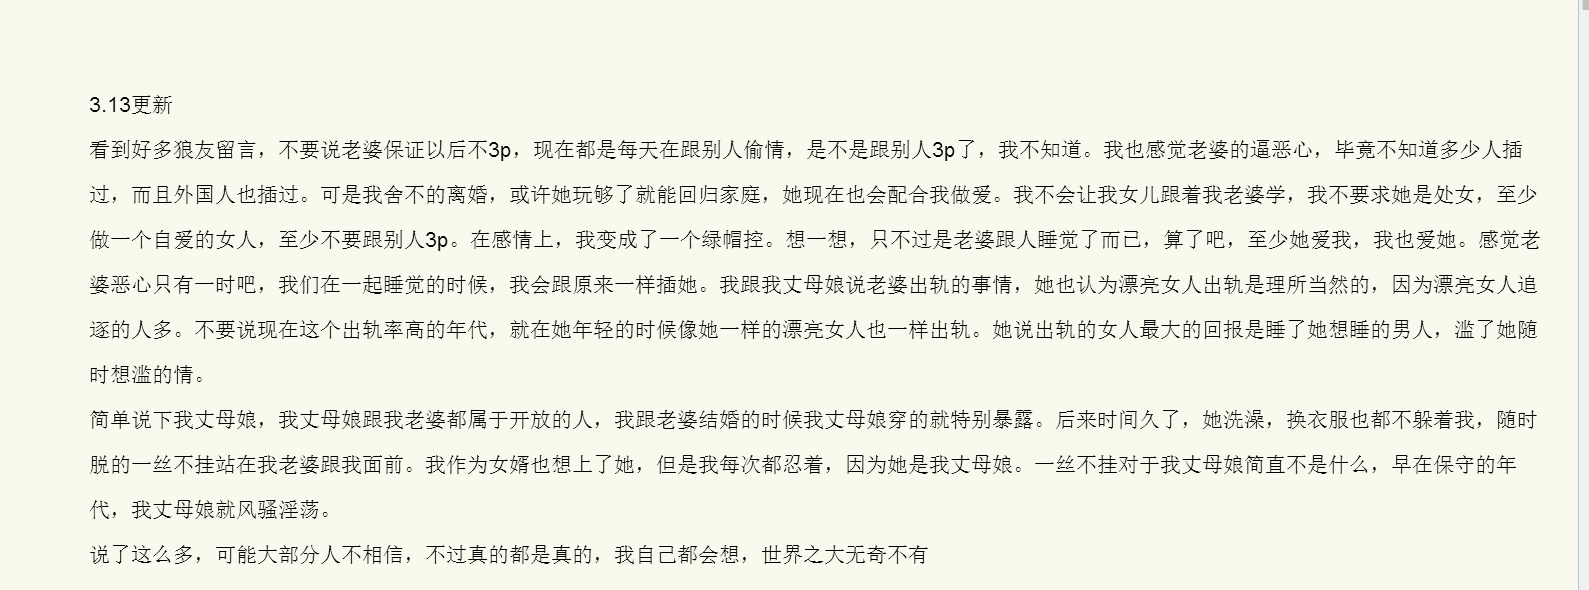 3.13更新
看到好多狼友留言，不要说老婆保证以后不3p，现在都是每天在跟别人偷情，是不是跟别人3p了，我不知道。我也感觉老婆的逼恶心，毕竟不知道多少人插
过，而且外国人也插过。可是我舍不的离婚，或许她玩够了就能回归家庭，她现在也会配合我做爱。我不会让我女儿跟着我老婆学，我不要求她是处女，至少
做一个自爱的女人，至少不要跟别人3p。在感情上，我变成了一个绿帽控。想一想，只不过是老婆跟人睡觉了而已，算了吧，至少她爱我，我也爱她。感觉老
婆恶心只有一时吧，我们在一起睡觉的时候，我会跟原来一样插她。我跟我丈母娘说老婆出轨的事情，她也认为漂亮女人出轨是理所当然的，因为漂亮女人追
逐的人多。不要说现在这个出轨率高的年代，就在她年轻的时候像她一样的漂亮女人也一样出轨。她说出轨的女人最大的回报是睡了她想睡的男人，滥了她随
时想滥的情。
简单说下我丈母娘，我丈母娘跟我老婆都属于开放的人，我跟老婆结婚的时候我丈母娘穿的就特别暴露。后来时间久了，她洗澡，换衣服也都不躲着我，随时
脱的一丝不挂站在我老婆跟我面前。我作为女婿也想上了她，但是我每次都忍着，因为她是我丈母娘。一丝不挂对于我丈母娘简直不是什么，早在保守的年
代，我丈母娘就风骚淫荡。
说了这么多，可能大部分人不相信，不过真的都是真的，我自己都会想，世界之大无奇不有